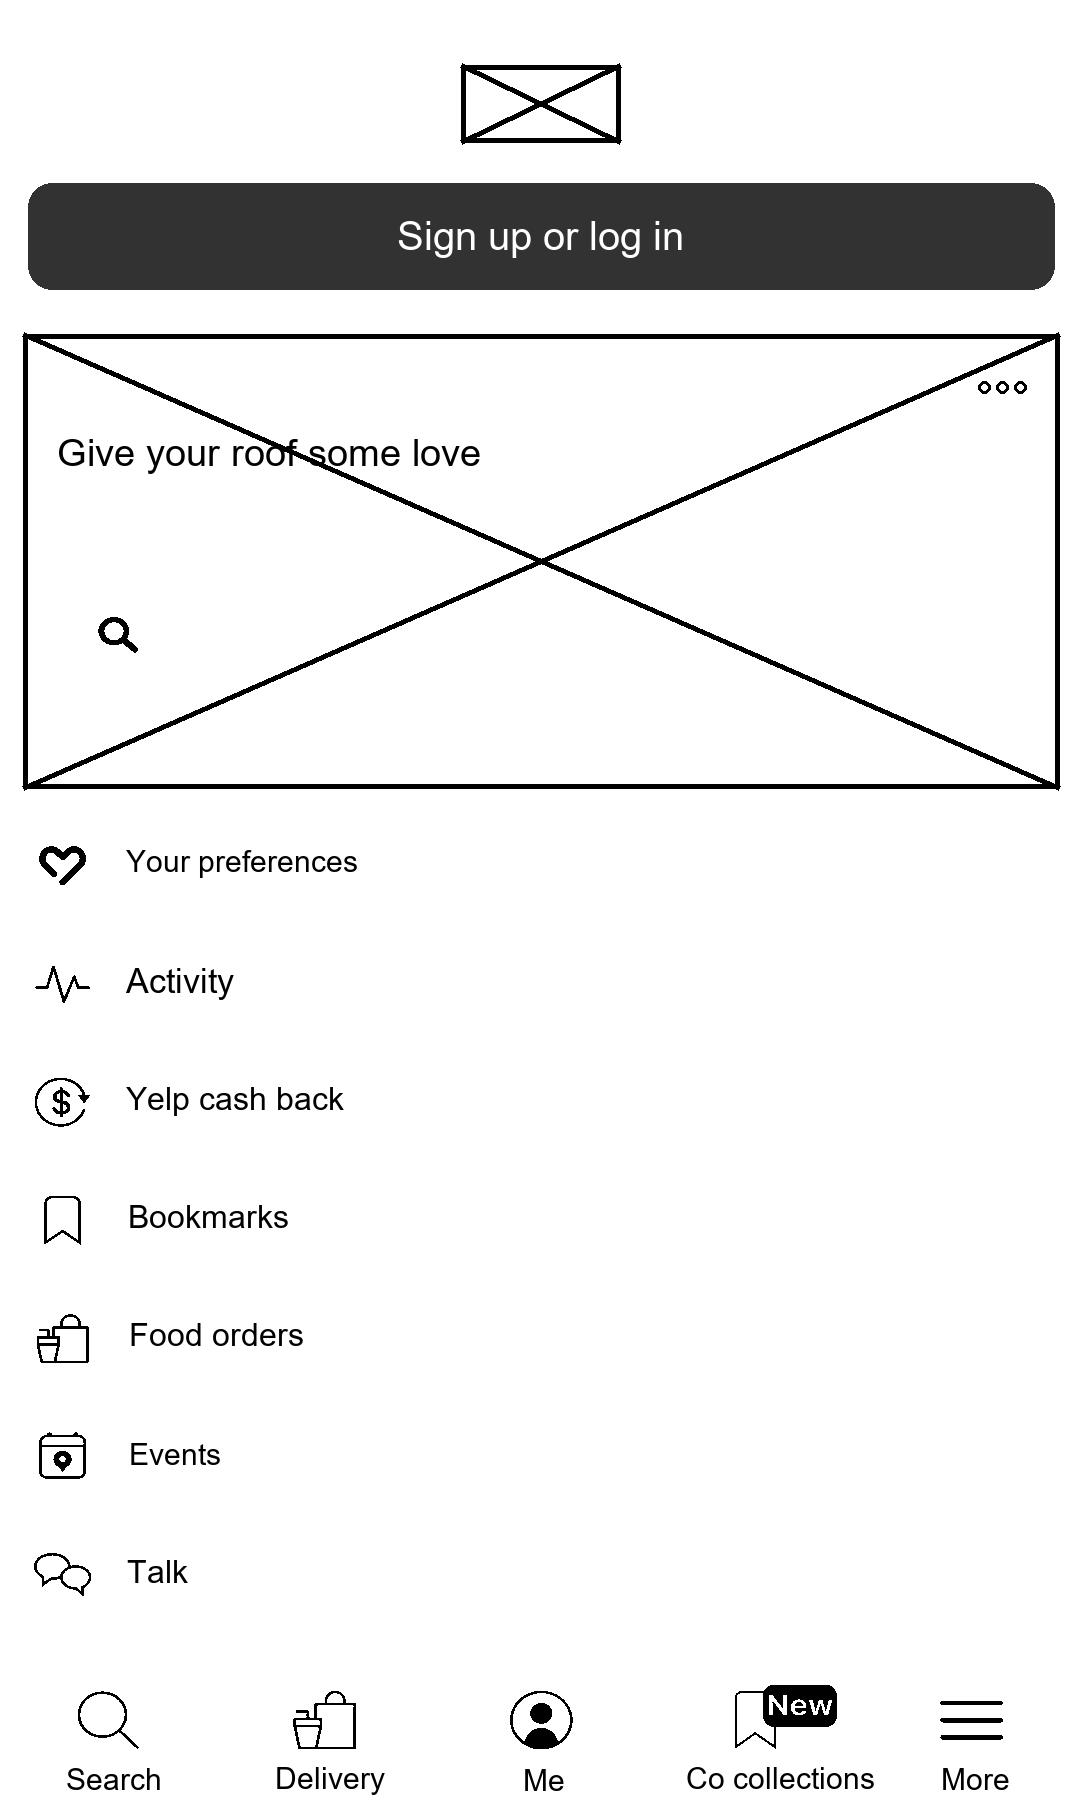 Sign up or log in
Give your roof some love
Your preferences
Activity
Yelp cash back
Bookmarks
Food orders
Events
Talk
New
Search
Delivery
Me
Co collections
More